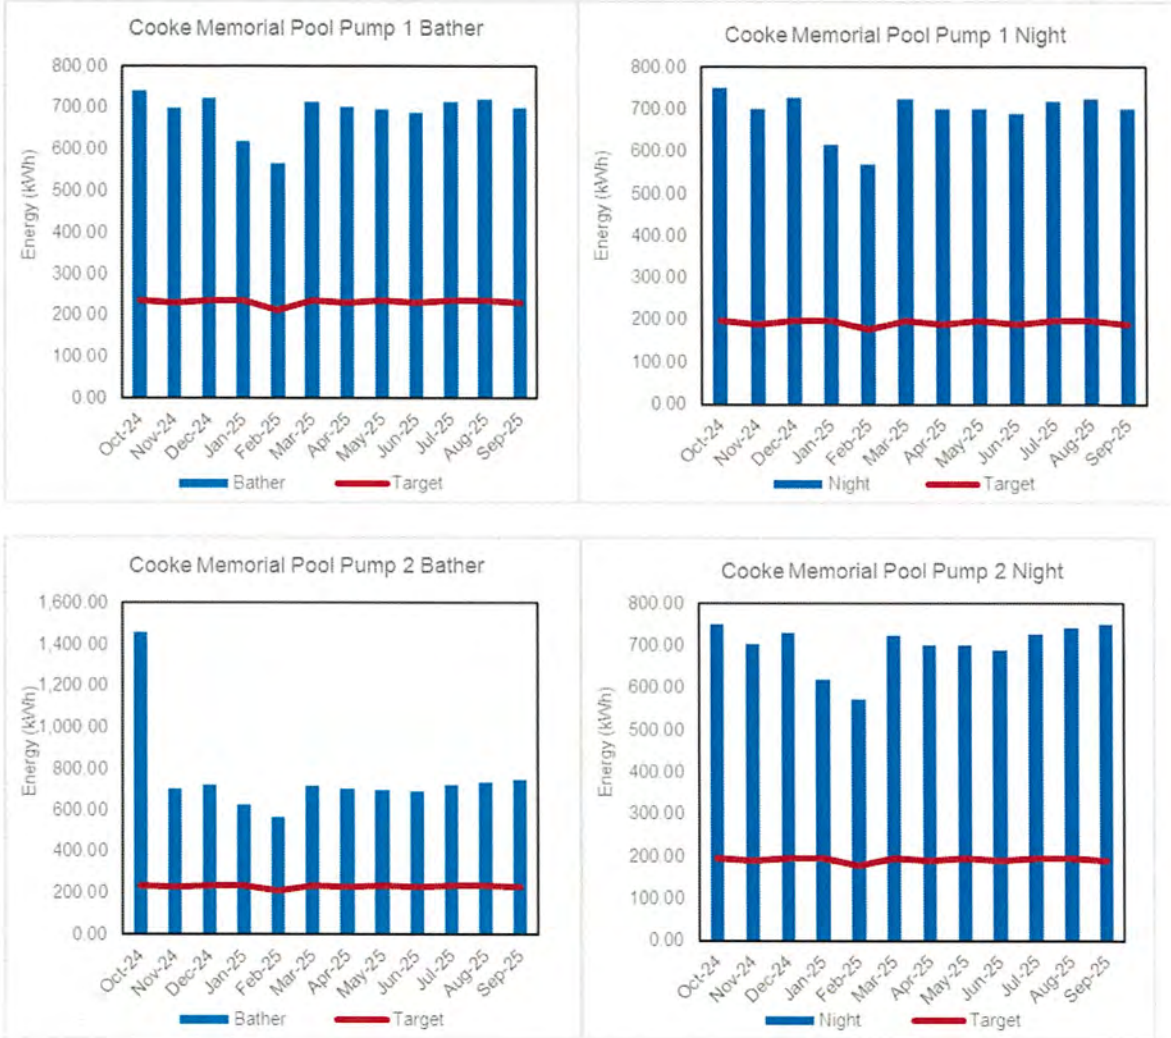 Cooke Memorial Pool Pump 1 Bather
Energy (kWh)
800.00
700.00
600.00
500.00
400.00
300.00
200.00
100.00
0.00
Oct-24 Nov-24 Dec-24 Jan-25 Feb-25 Mar-25 Apr-25 May-25 Jun-25 Jul-25 Aug-25 Sep-25
Bather Target
Cooke Memorial Pool Pump 1 Night
Energy (kWh)
800.00
700.00
600.00
500.00
400.00
300.00
200.00
100.00
0.00
Oct-24 Nov-24 Dec-24 Jan-25 Feb-25 Mar-25 Apr-25 May-25 Jun-25 Jul-25 Aug-25 Sep-25
Night Target
Cooke Memorial Pool Pump 2 Bather
Energy (kWh)
1,600.00
1,400.00
1,200.00
1,000.00
800.00
600.00
400.00
200.00
0.00
Oct-24 Nov-24 Dec-24 Jan-25 Feb-25 Mar-25 Apr-25 May-25 Jun-25 Jul-25 Aug-25 Sep-25
Bather Target
Cooke Memorial Pool Pump 2 Night
Energy (kWh)
800.00
700.00
600.00
500.00
400.00
300.00
200.00
100.00
0.00
Oct-24 Nov-24 Dec-24 Jan-25 Feb-25 Mar-25 Apr-25 May-25 Jun-25 Jul-25 Aug-25 Sep-25
Night Target